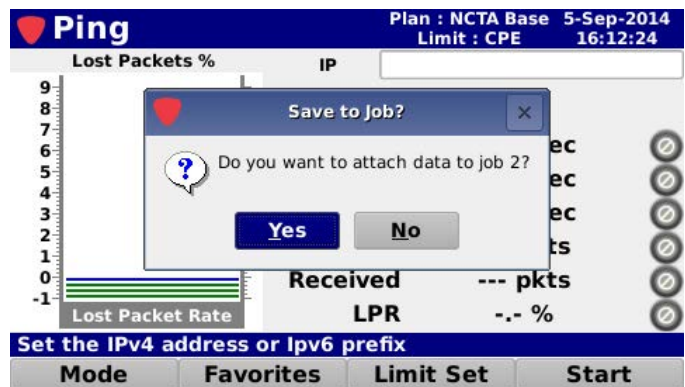 Ping
Plan : NCTA Base 5-Sep-2014
Limit : CPE 16:12:24
Lost Packets %
IP
9
8
7
6
5
4
3
2
1
0
-1
Lost Packet Rate
Save to Job?
Do you want to attach data to job 2?
Yes No
ec
ec
ec
ts
Received --- pkts
LPR -.- %
Set the IPv4 address or Ipv6 prefix
Mode Favorites Limit Set Start